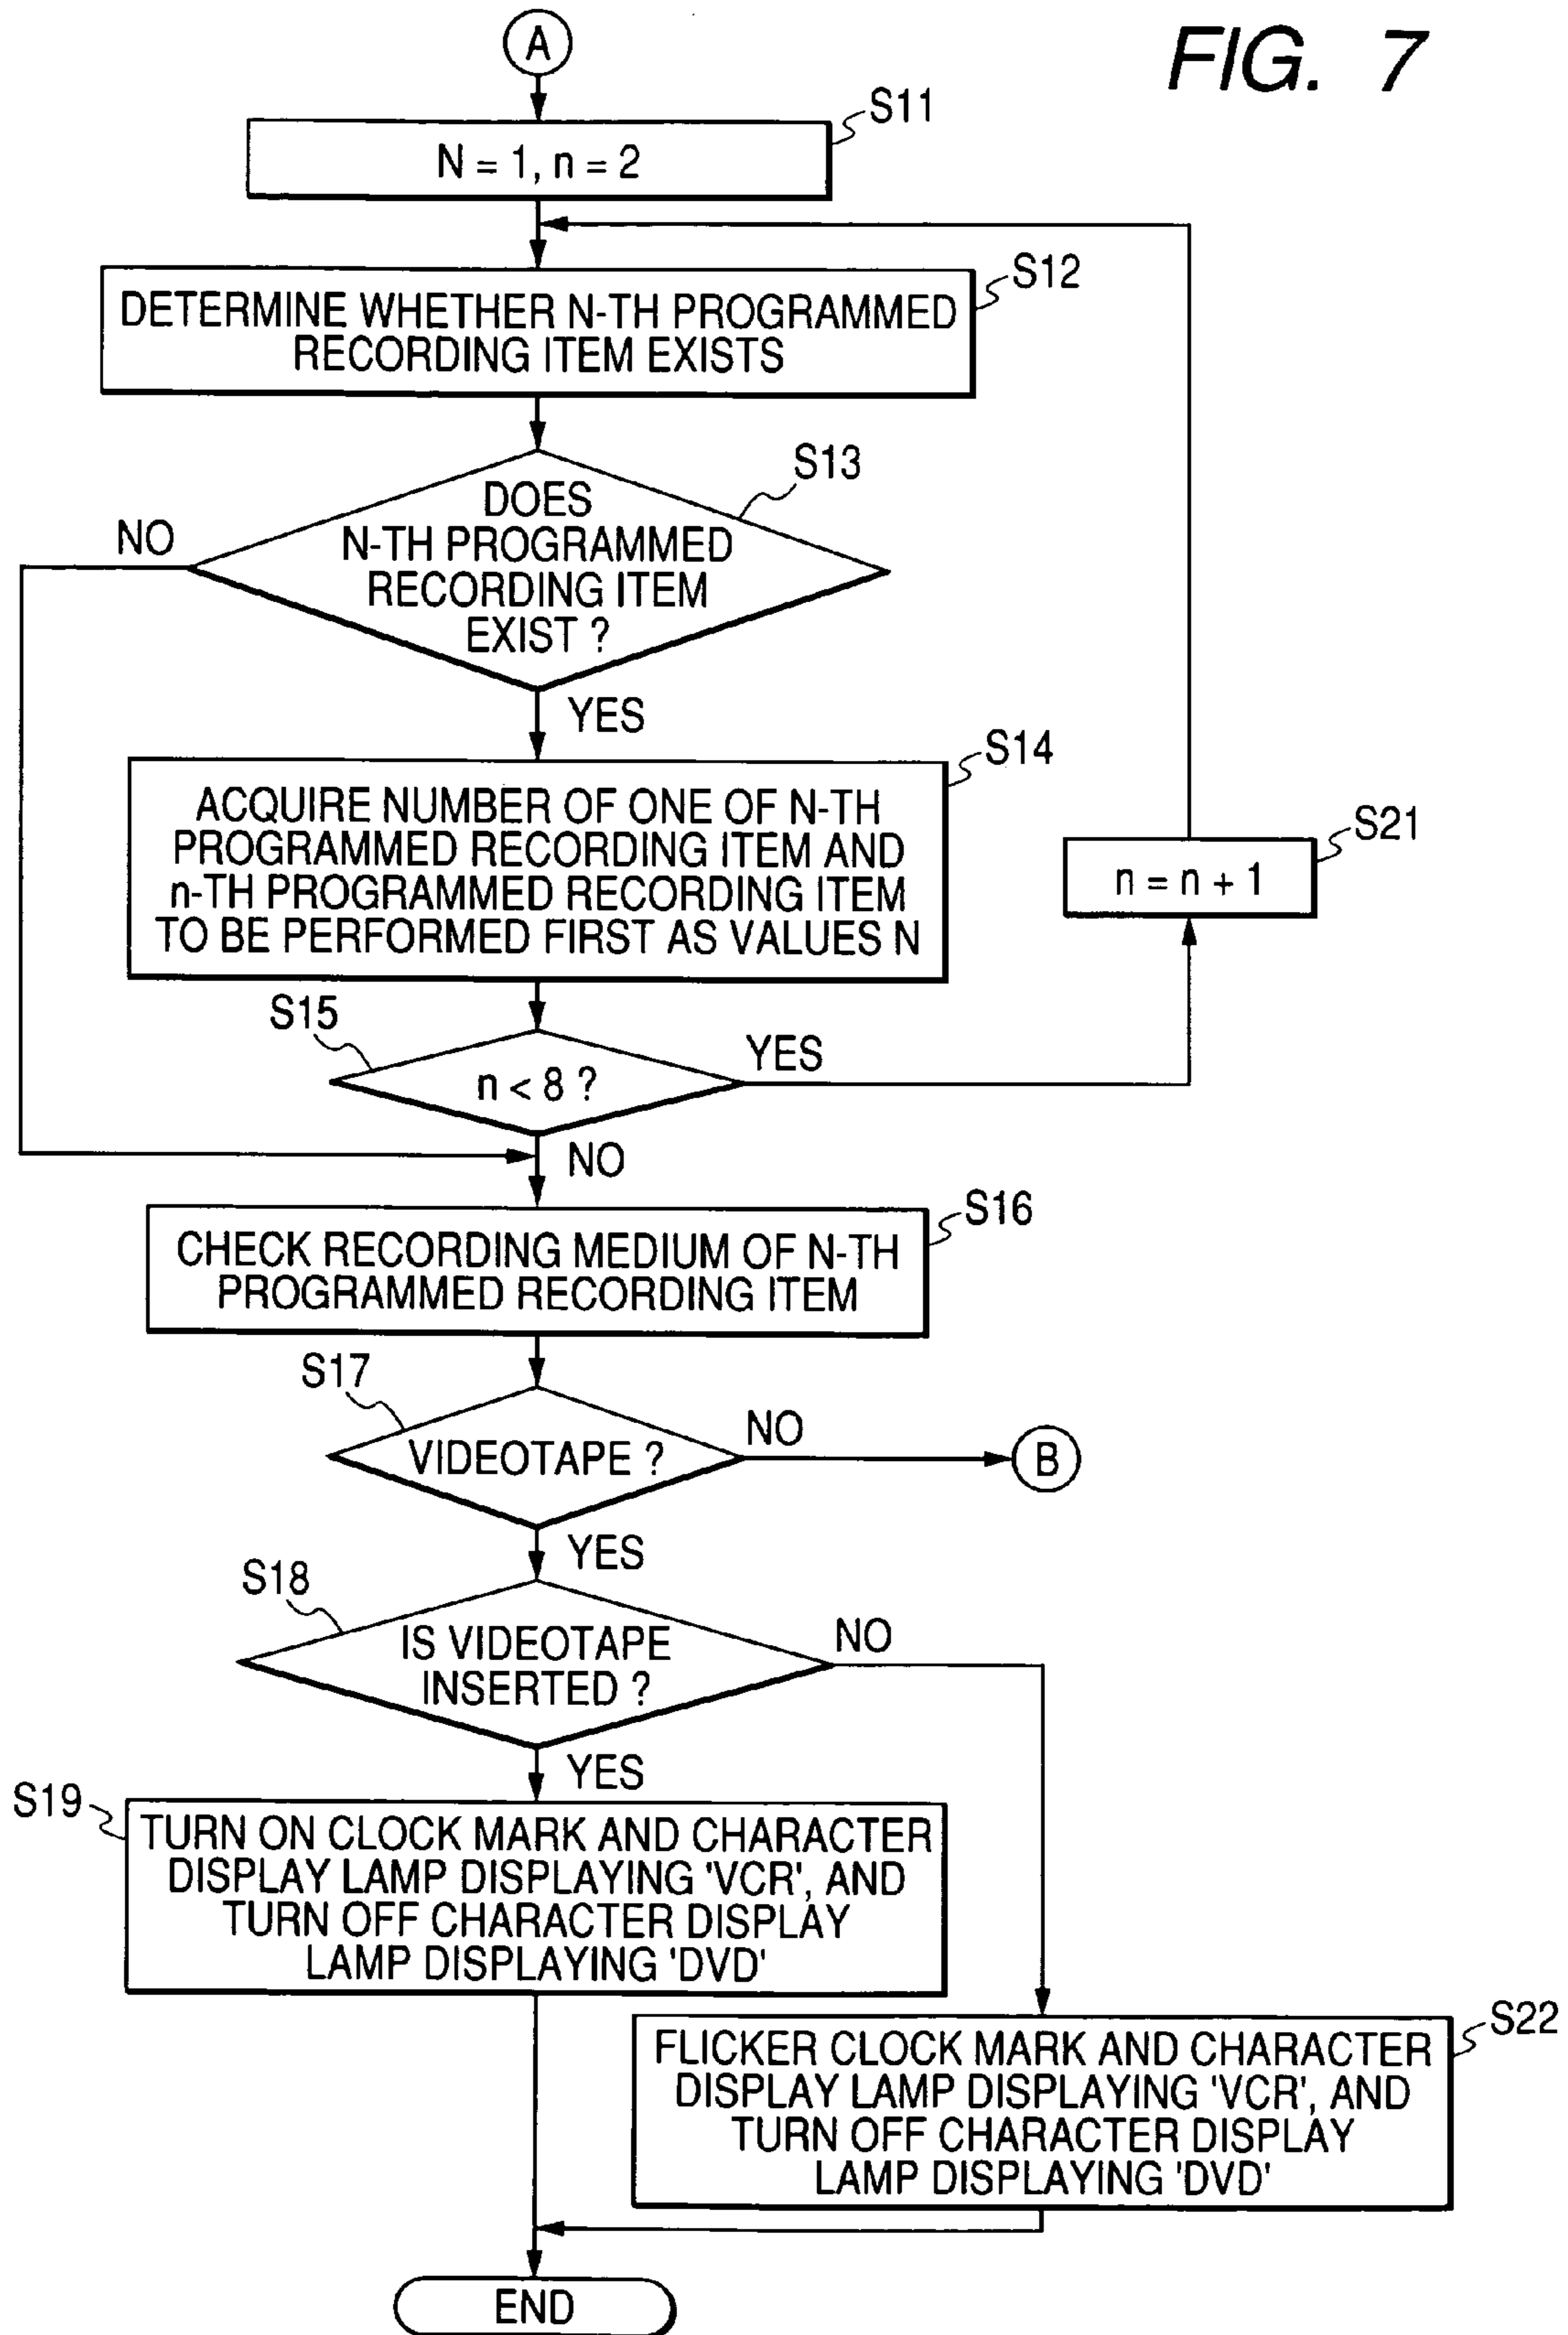 FIG. 7
A
S11
N = 1, n = 2
S12
DETERMINE WHETHER N-TH PROGRAMMED
RECORDING ITEM EXISTS
S13
DOES
N-TH PROGRAMMED
RECORDING ITEM
EXIST ?
NO
YES
S14
ACQUIRE NUMBER OF ONE OF N-TH
PROGRAMMED RECORDING ITEM AND
n-TH PROGRAMMED RECORDING ITEM
TO BE PERFORMED FIRST AS VALUES N
S21
n = n + 1
S15
n < 8 ?
YES
NO
S16
CHECK RECORDING MEDIUM OF N-TH
PROGRAMMED RECORDING ITEM
S17
VIDEOTAPE ?
NO
B
YES
S18
IS VIDEOTAPE
INSERTED ?
NO
YES
S19
TURN ON CLOCK MARK AND CHARACTER
DISPLAY LAMP DISPLAYING 'VCR', AND
TURN OFF CHARACTER DISPLAY
LAMP DISPLAYING 'DVD'
S22
FLICKER CLOCK MARK AND CHARACTER
DISPLAY LAMP DISPLAYING 'VCR', AND
TURN OFF CHARACTER DISPLAY
LAMP DISPLAYING 'DVD'
END